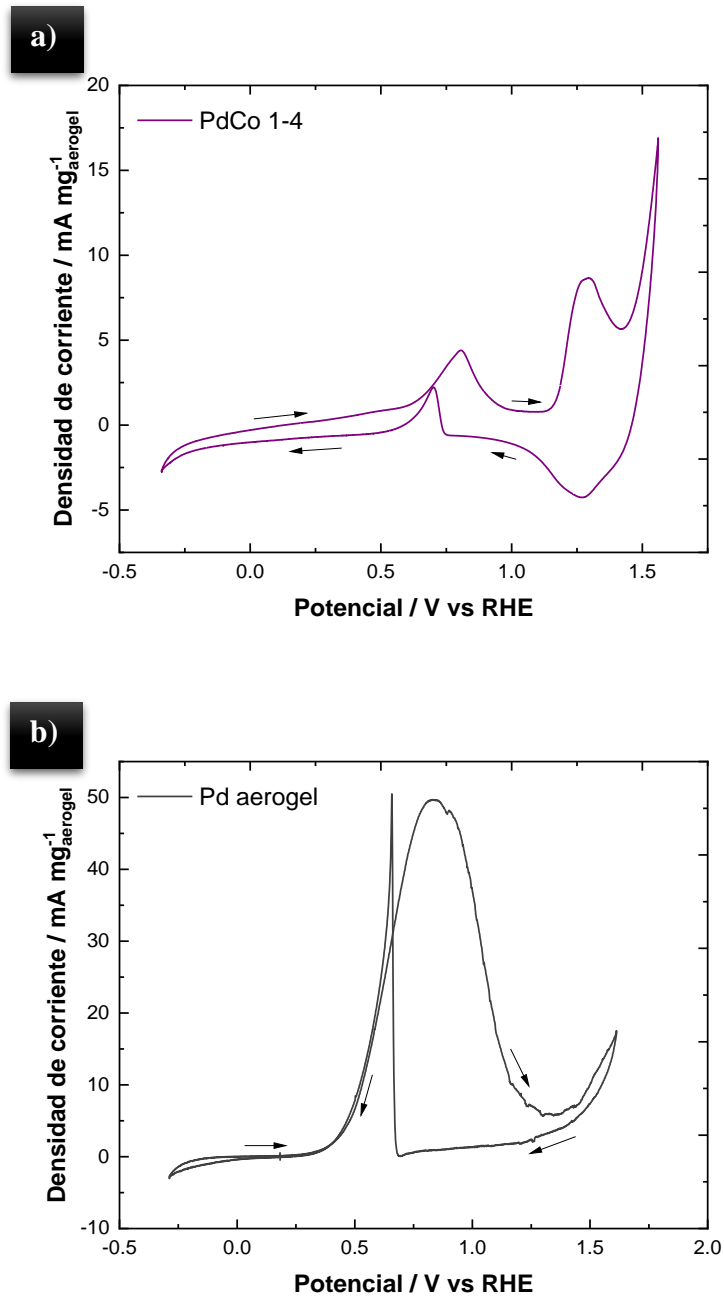 a)
20
PdCo 1-4
15
10
5
0
-5
-0.5 0.0 0.5 1.0 1.5
Densidad de corriente / mA mg⁻¹aerogel
Potencial / V vs RHE
b)
50
Pd aerogel
40
30
20
10
0
-10
-0.5 0.0 0.5 1.0 1.5 2.0
Densidad de corriente / mA mg⁻¹aerogel
Potencial / V vs RHE